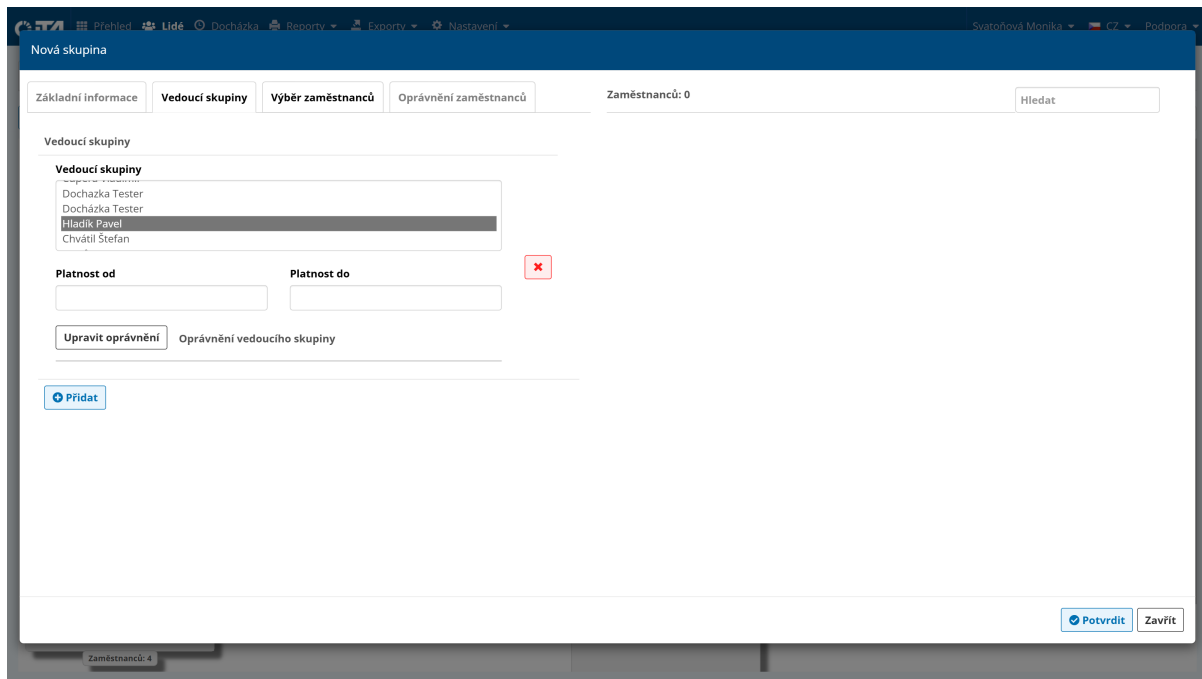 Přehled Lidé Docházka Reporty Exporty Nastavení Svatoňová Monika CZ Podpora
Nová skupina
Základní informace Vedoucí skupiny Výběr zaměstnanců Oprávnění zaměstnanců
Zaměstnanců: 0 Hledat
Vedoucí skupiny
Vedoucí skupiny
Dochazka Tester
Docházka Tester
Hladík Pavel
Chvátil Štefan
Platnost od Platnost do
Upravit oprávnění Oprávnění vedoucího skupiny
Přidat
Potvrdit Zavřít
Zaměstnanců: 4